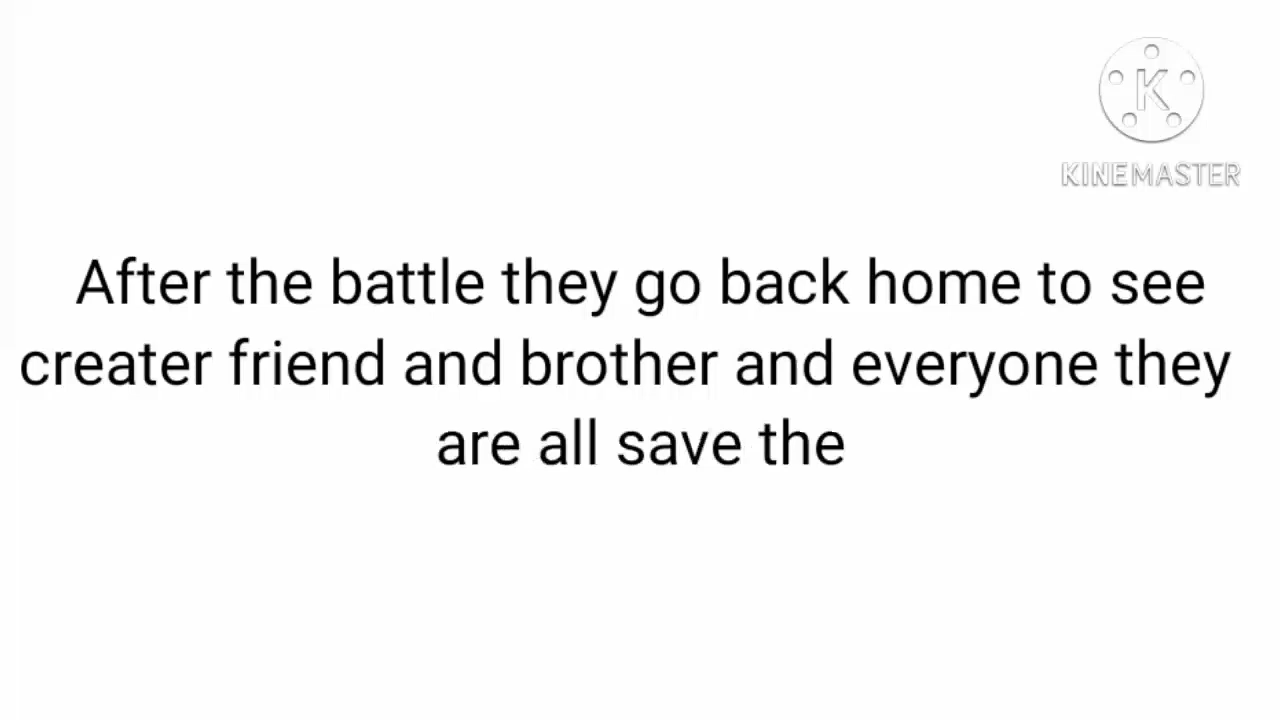 K
KINEMASTER
After the battle they go back home to see
creater friend and brother and everyone they
are all save the